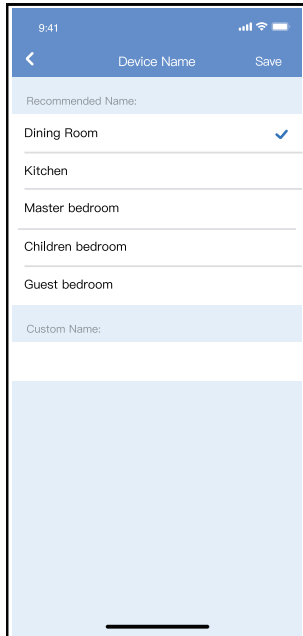 9:41
Device Name Save
Recommended Name:
Dining Room
Kitchen
Master bedroom
Children bedroom
Guest bedroom
Custom Name: